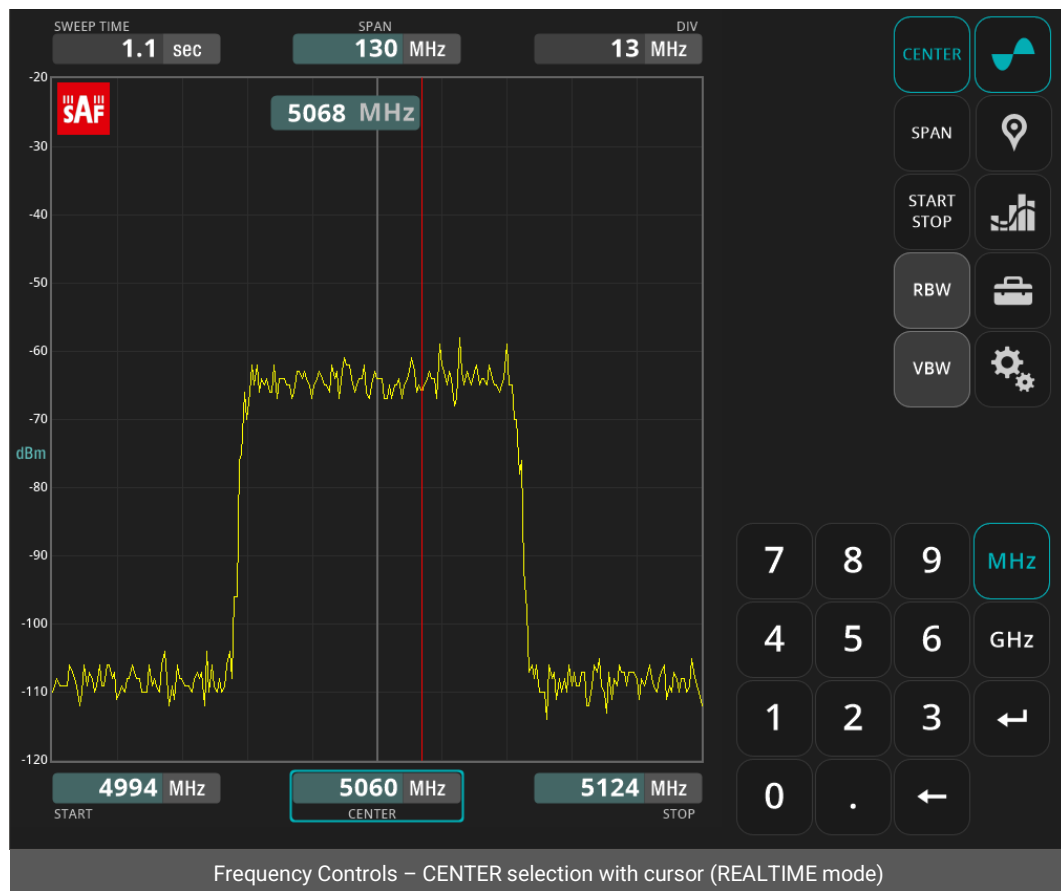 SWEEP TIME
SPAN
DIV
1.1 sec
130 MHz
13 MHz
CENTER
-20
SAF
5068 MHz
SPAN
-30
START
STOP
-40
RBW
-50
VBW
-60
-70
dBm
-80
7 8 9 MHz
-90
4 5 6 GHz
-100
1 2 3
-110
0 .
-120
4994 MHz
5060 MHz
5124 MHz
START
CENTER
STOP
Frequency Controls – CENTER selection with cursor (REALTIME mode)